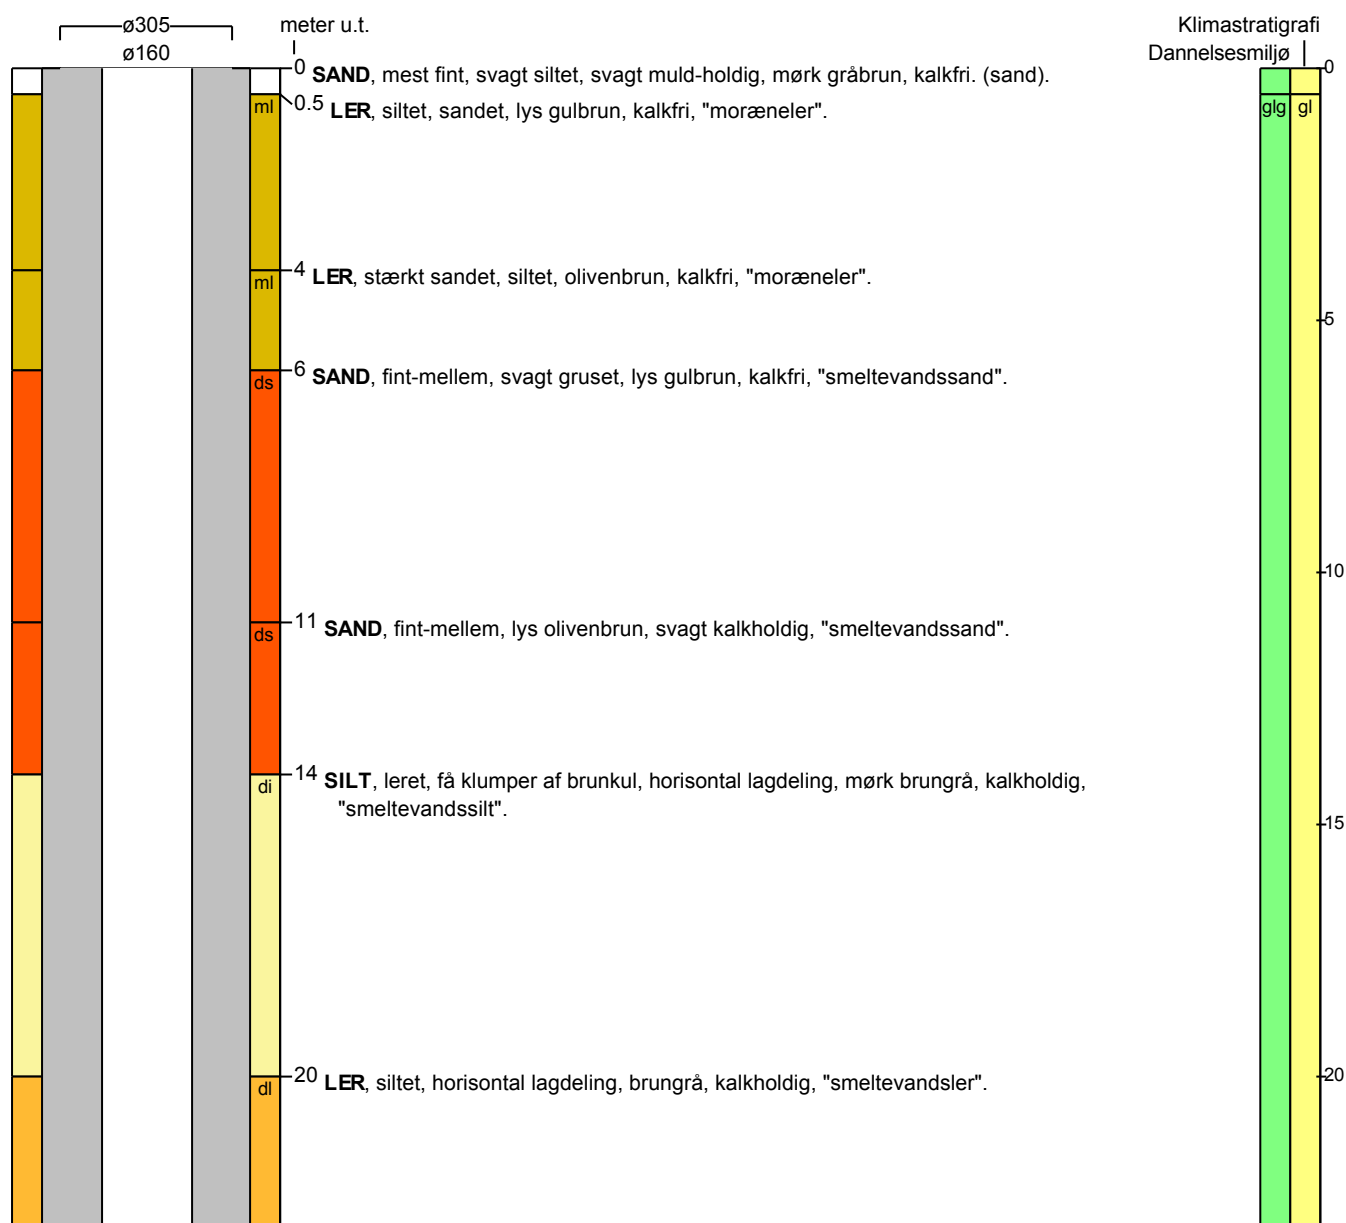 ø305
ø160
meter u.t.
Klimastratigrafi
Dannelsesmiljø
0 SAND, mest fint, svagt siltet, svagt muld-holdig, mørk gråbrun, kalkfri. (sand).
0
ml 0.5 LER, siltet, sandet, lys gulbrun, kalkfri, "moræneler".
glg gl
ml 4 LER, stærkt sandet, siltet, olivenbrun, kalkfri, "moræneler".
5
ds 6 SAND, fint-mellem, svagt gruset, lys gulbrun, kalkfri, "smeltevandssand".
10
ds 11 SAND, fint-mellem, lys olivenbrun, svagt kalkholdig, "smeltevandssand".
di 14 SILT, leret, få klumper af brunkul, horisontal lagdeling, mørk brungrå, kalkholdig,
"smeltevandssilt".
15
dl 20 LER, siltet, horisontal lagdeling, brungrå, kalkholdig, "smeltevandsler".
20